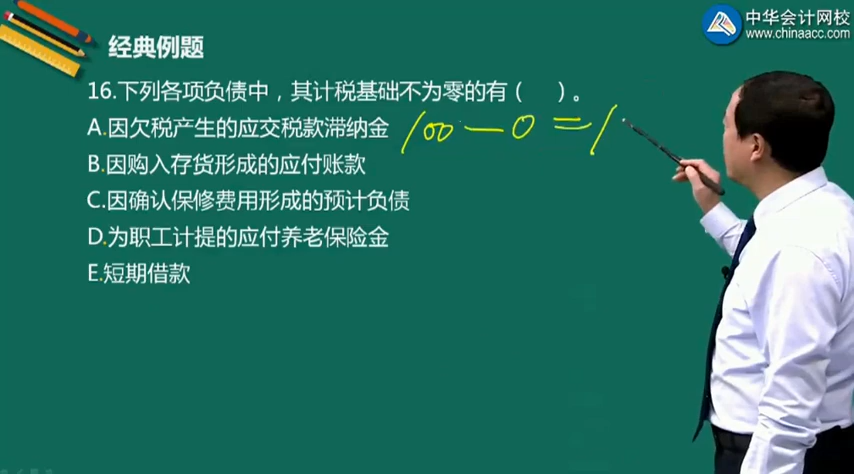 中华会计网校
www.chinaacc.com
经典例题
16.下列各项负债中，其计税基础不为零的有（ ）。
A.因欠税产生的应交税款滞纳金 100-0=1
B.因购入存货形成的应付账款
C.因确认保修费用形成的预计负债
D.为职工计提的应付养老保险金
E.短期借款